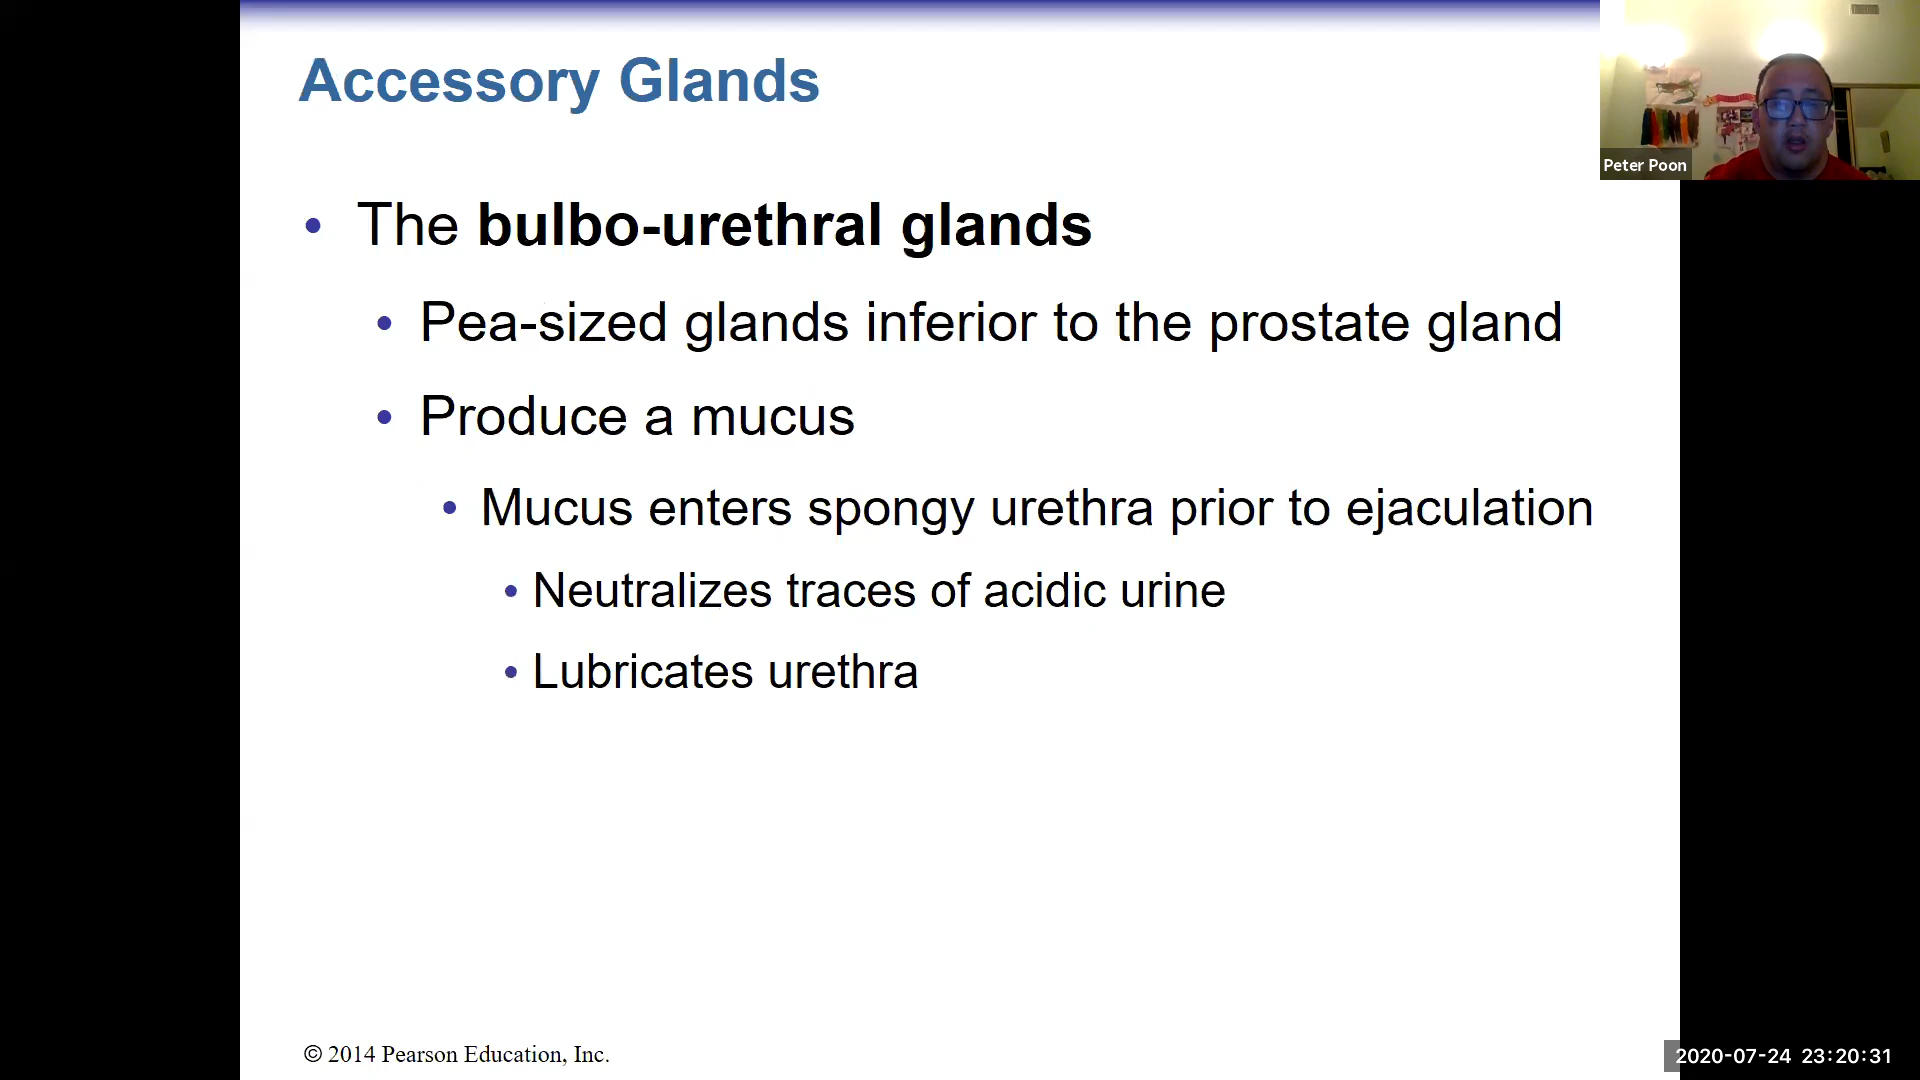 Accessory Glands
Peter Poon
• The bulbo-urethral glands
• Pea-sized glands inferior to the prostate gland
• Produce a mucus
• Mucus enters spongy urethra prior to ejaculation
• Neutralizes traces of acidic urine
• Lubricates urethra
© 2014 Pearson Education, Inc.
2020-07-24 23:20:31